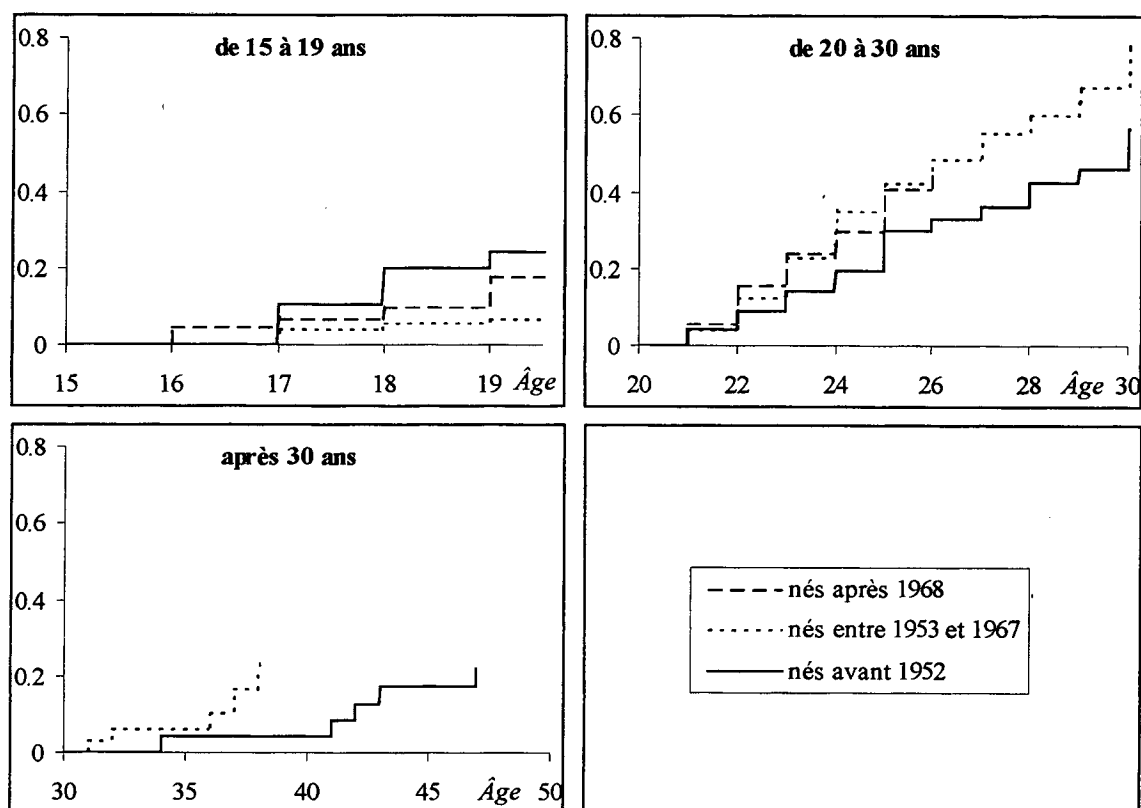 de 15 à 19 ans
0.8
0.6
0.4
0.2
0
15 16 17 18 19 Âge
de 20 à 30 ans
0.8
0.6
0.4
0.2
0
20 22 24 26 28 Âge 30
après 30 ans
0.8
0.6
0.4
0.2
0
30 35 40 45 Âge 50
nés après 1968
nés entre 1953 et 1967
nés avant 1952